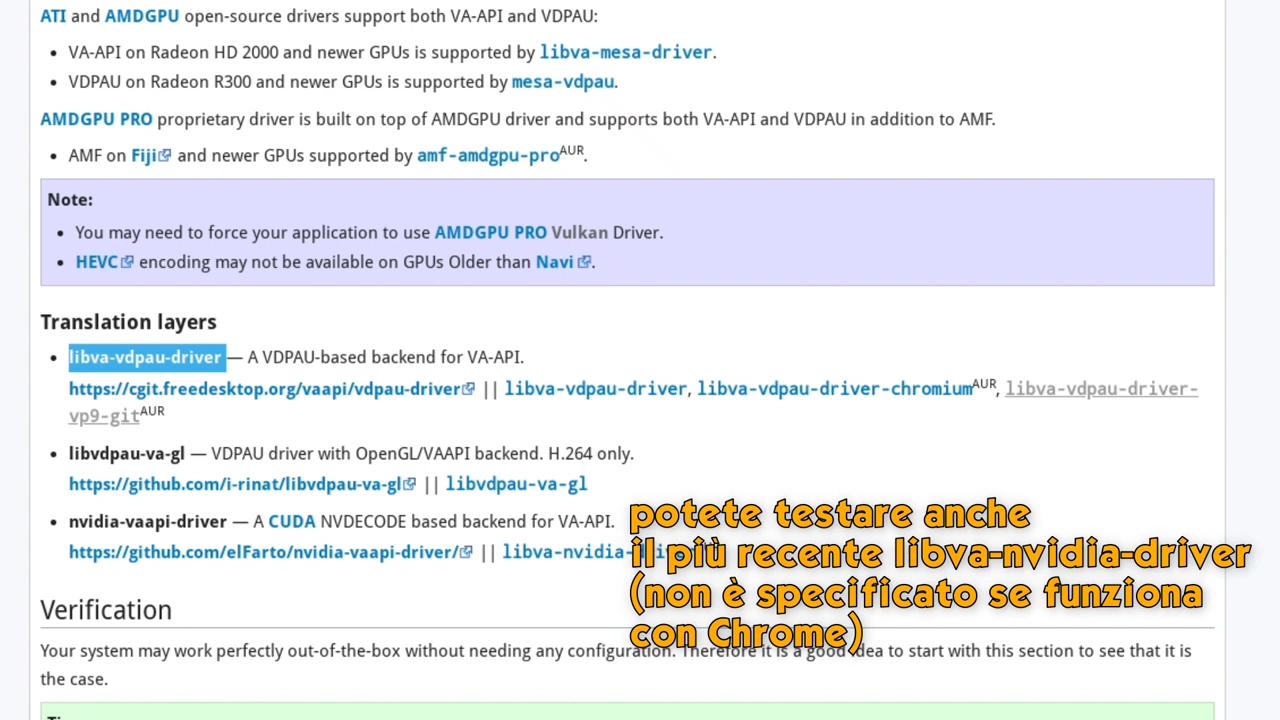 ATI and AMDGPU open-source drivers support both VA-API and VDPAU:
VA-API on Radeon HD 2000 and newer GPUs is supported by libva-mesa-driver.
VDPAU on Radeon R300 and newer GPUs is supported by mesa-vdpau.
AMDGPU PRO proprietary driver is built on top of AMDGPU driver and supports both VA-API and VDPAU in addition to AMF.
AMF on Fiji and newer GPUs supported by amf-amdgpu-proAUR.
Note:
You may need to force your application to use AMDGPU PRO Vulkan Driver.
HEVC encoding may not be available on GPUs Older than Navi.
Translation layers
libva-vdpau-driver — A VDPAU-based backend for VA-API.
https://cgit.freedesktop.org/vaapi/vdpau-driver || libva-vdpau-driver, libva-vdpau-driver-chromiumAUR, libva-vdpau-driver-
vp9-gitAUR
libvdpau-va-gl — VDPAU driver with OpenGL/VAAPI backend. H.264 only.
https://github.com/i-rinat/libvdpau-va-gl || libvdpau-va-gl
nvidia-vaapi-driver — A CUDA NVDECODE based backend for VA-API.
https://github.com/elFarto/nvidia-vaapi-driver/ ||
potete testare anche
il più recente libva-nvidia-driver
(non è specificato se funziona
con Chrome)
Verification
Your system may work perfectly out-of-the-box without needing any configuration. Therefore it is a good idea to start with this section to see that it is
the case.